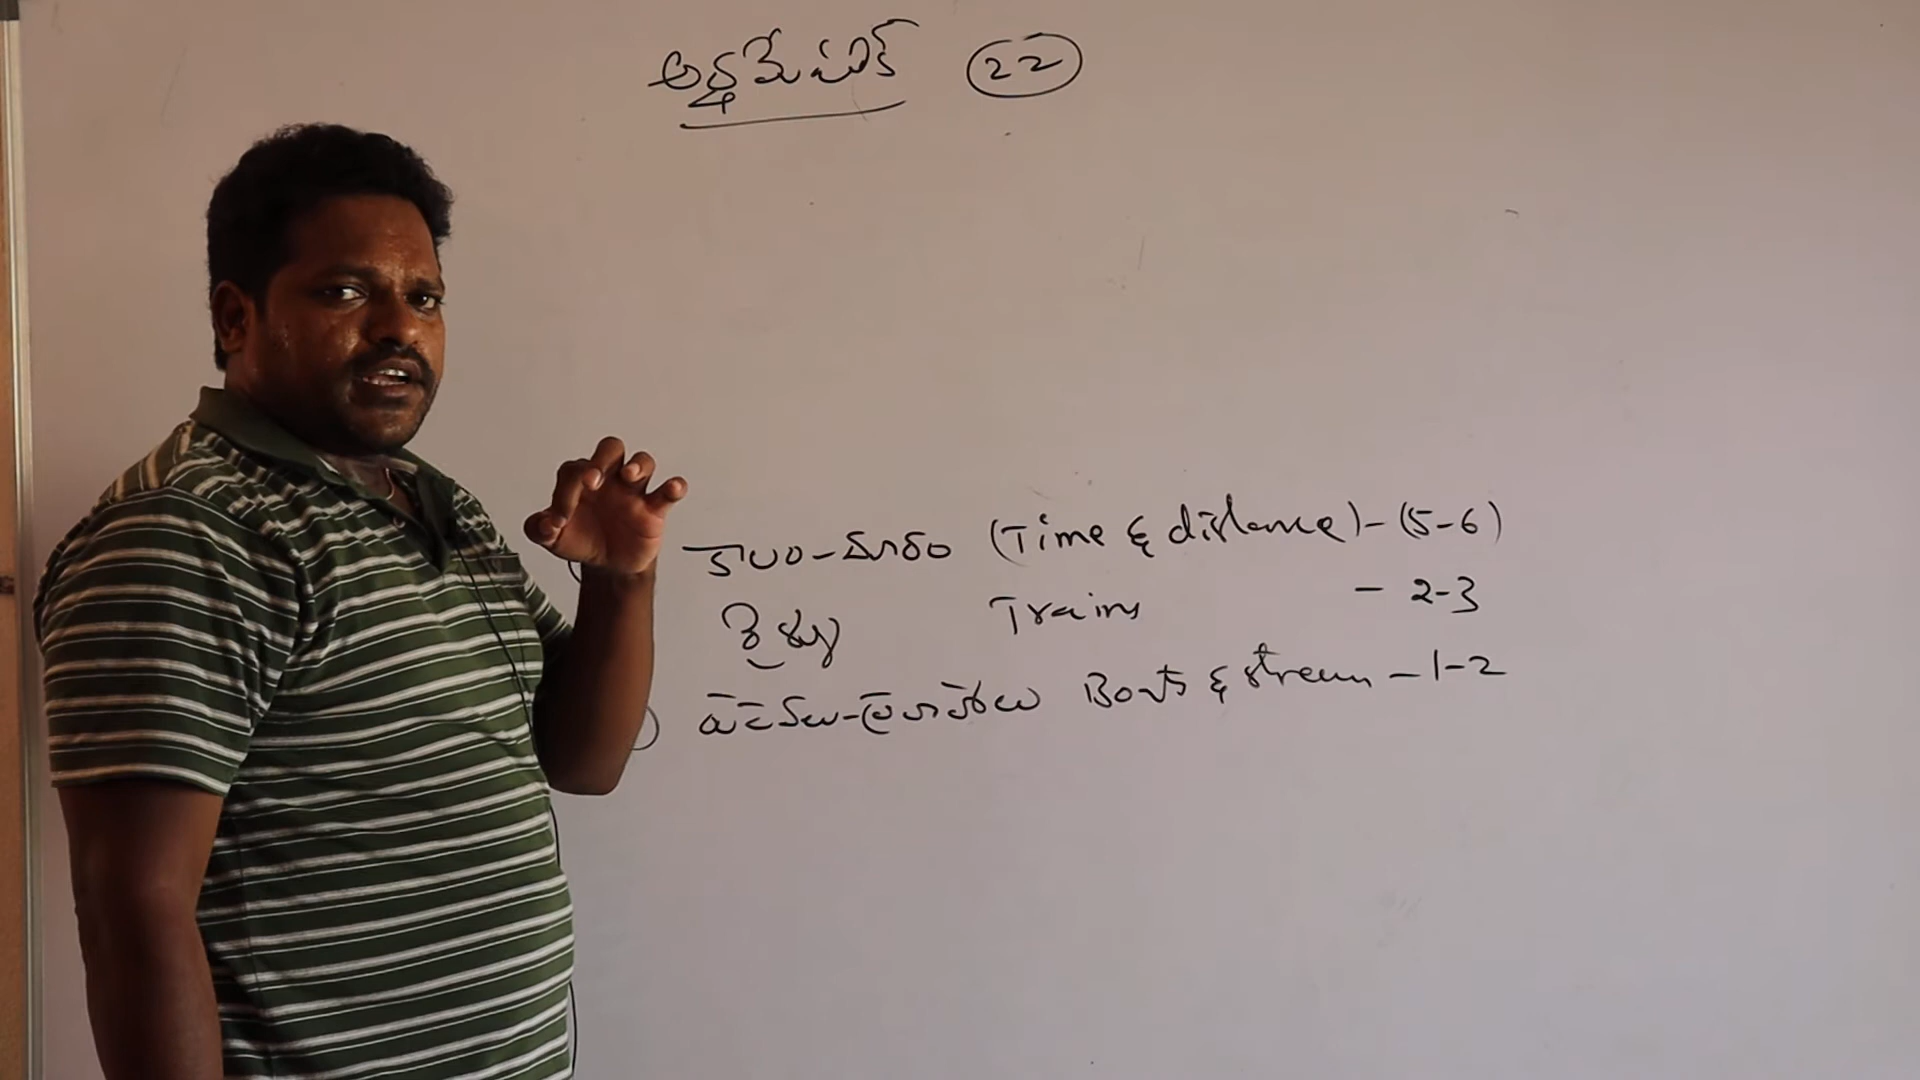 అర్థమేటిక్ 22
కాలం-దూరం (Time & distance) - (5-6)
రైళ్ళు Trains - 2-3
పడవలు-ప్రవాహాలు Boats & stream - 1-2